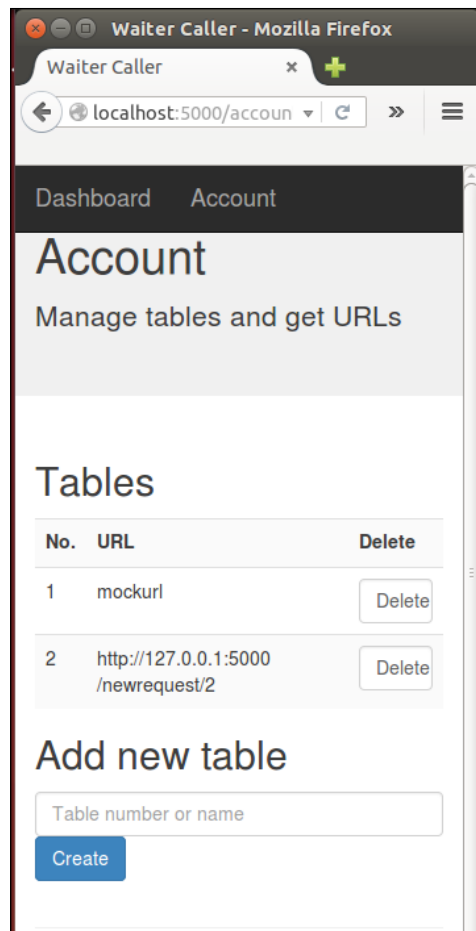 Waiter Caller - Mozilla Firefox
Waiter Caller
localhost:5000/accoun
Dashboard Account
Account
Manage tables and get URLs
Tables
No. URL Delete
1 mockurl Delete
2 http://127.0.0.1:5000 Delete
/newrequest/2
Add new table
Table number or name
Create